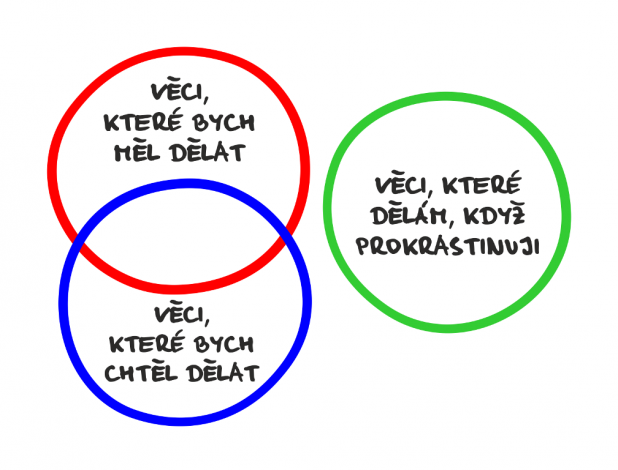 VĚCI,
KTERÉ BYCH
MĚL DĚLAT
VĚCI, KTERÉ
DĚLÁM, KDYŽ
PROKRASTINUJI
VĚCI,
KTERÉ BYCH
CHTĚL DĚLAT